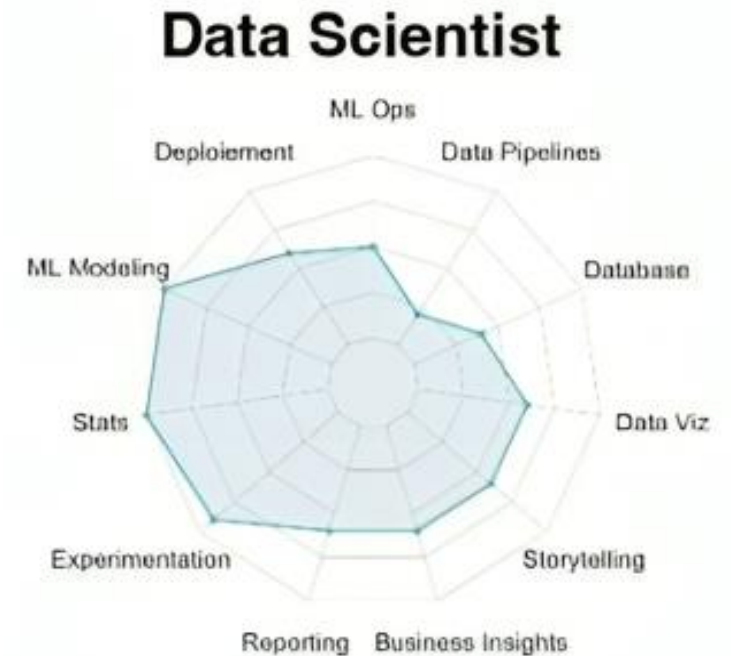 Data Scientist
ML Ops
Deploiement
Data Pipelines
ML Modeling
Database
Stats
Data Viz
Experimentation
Storytelling
Reporting
Business Insights